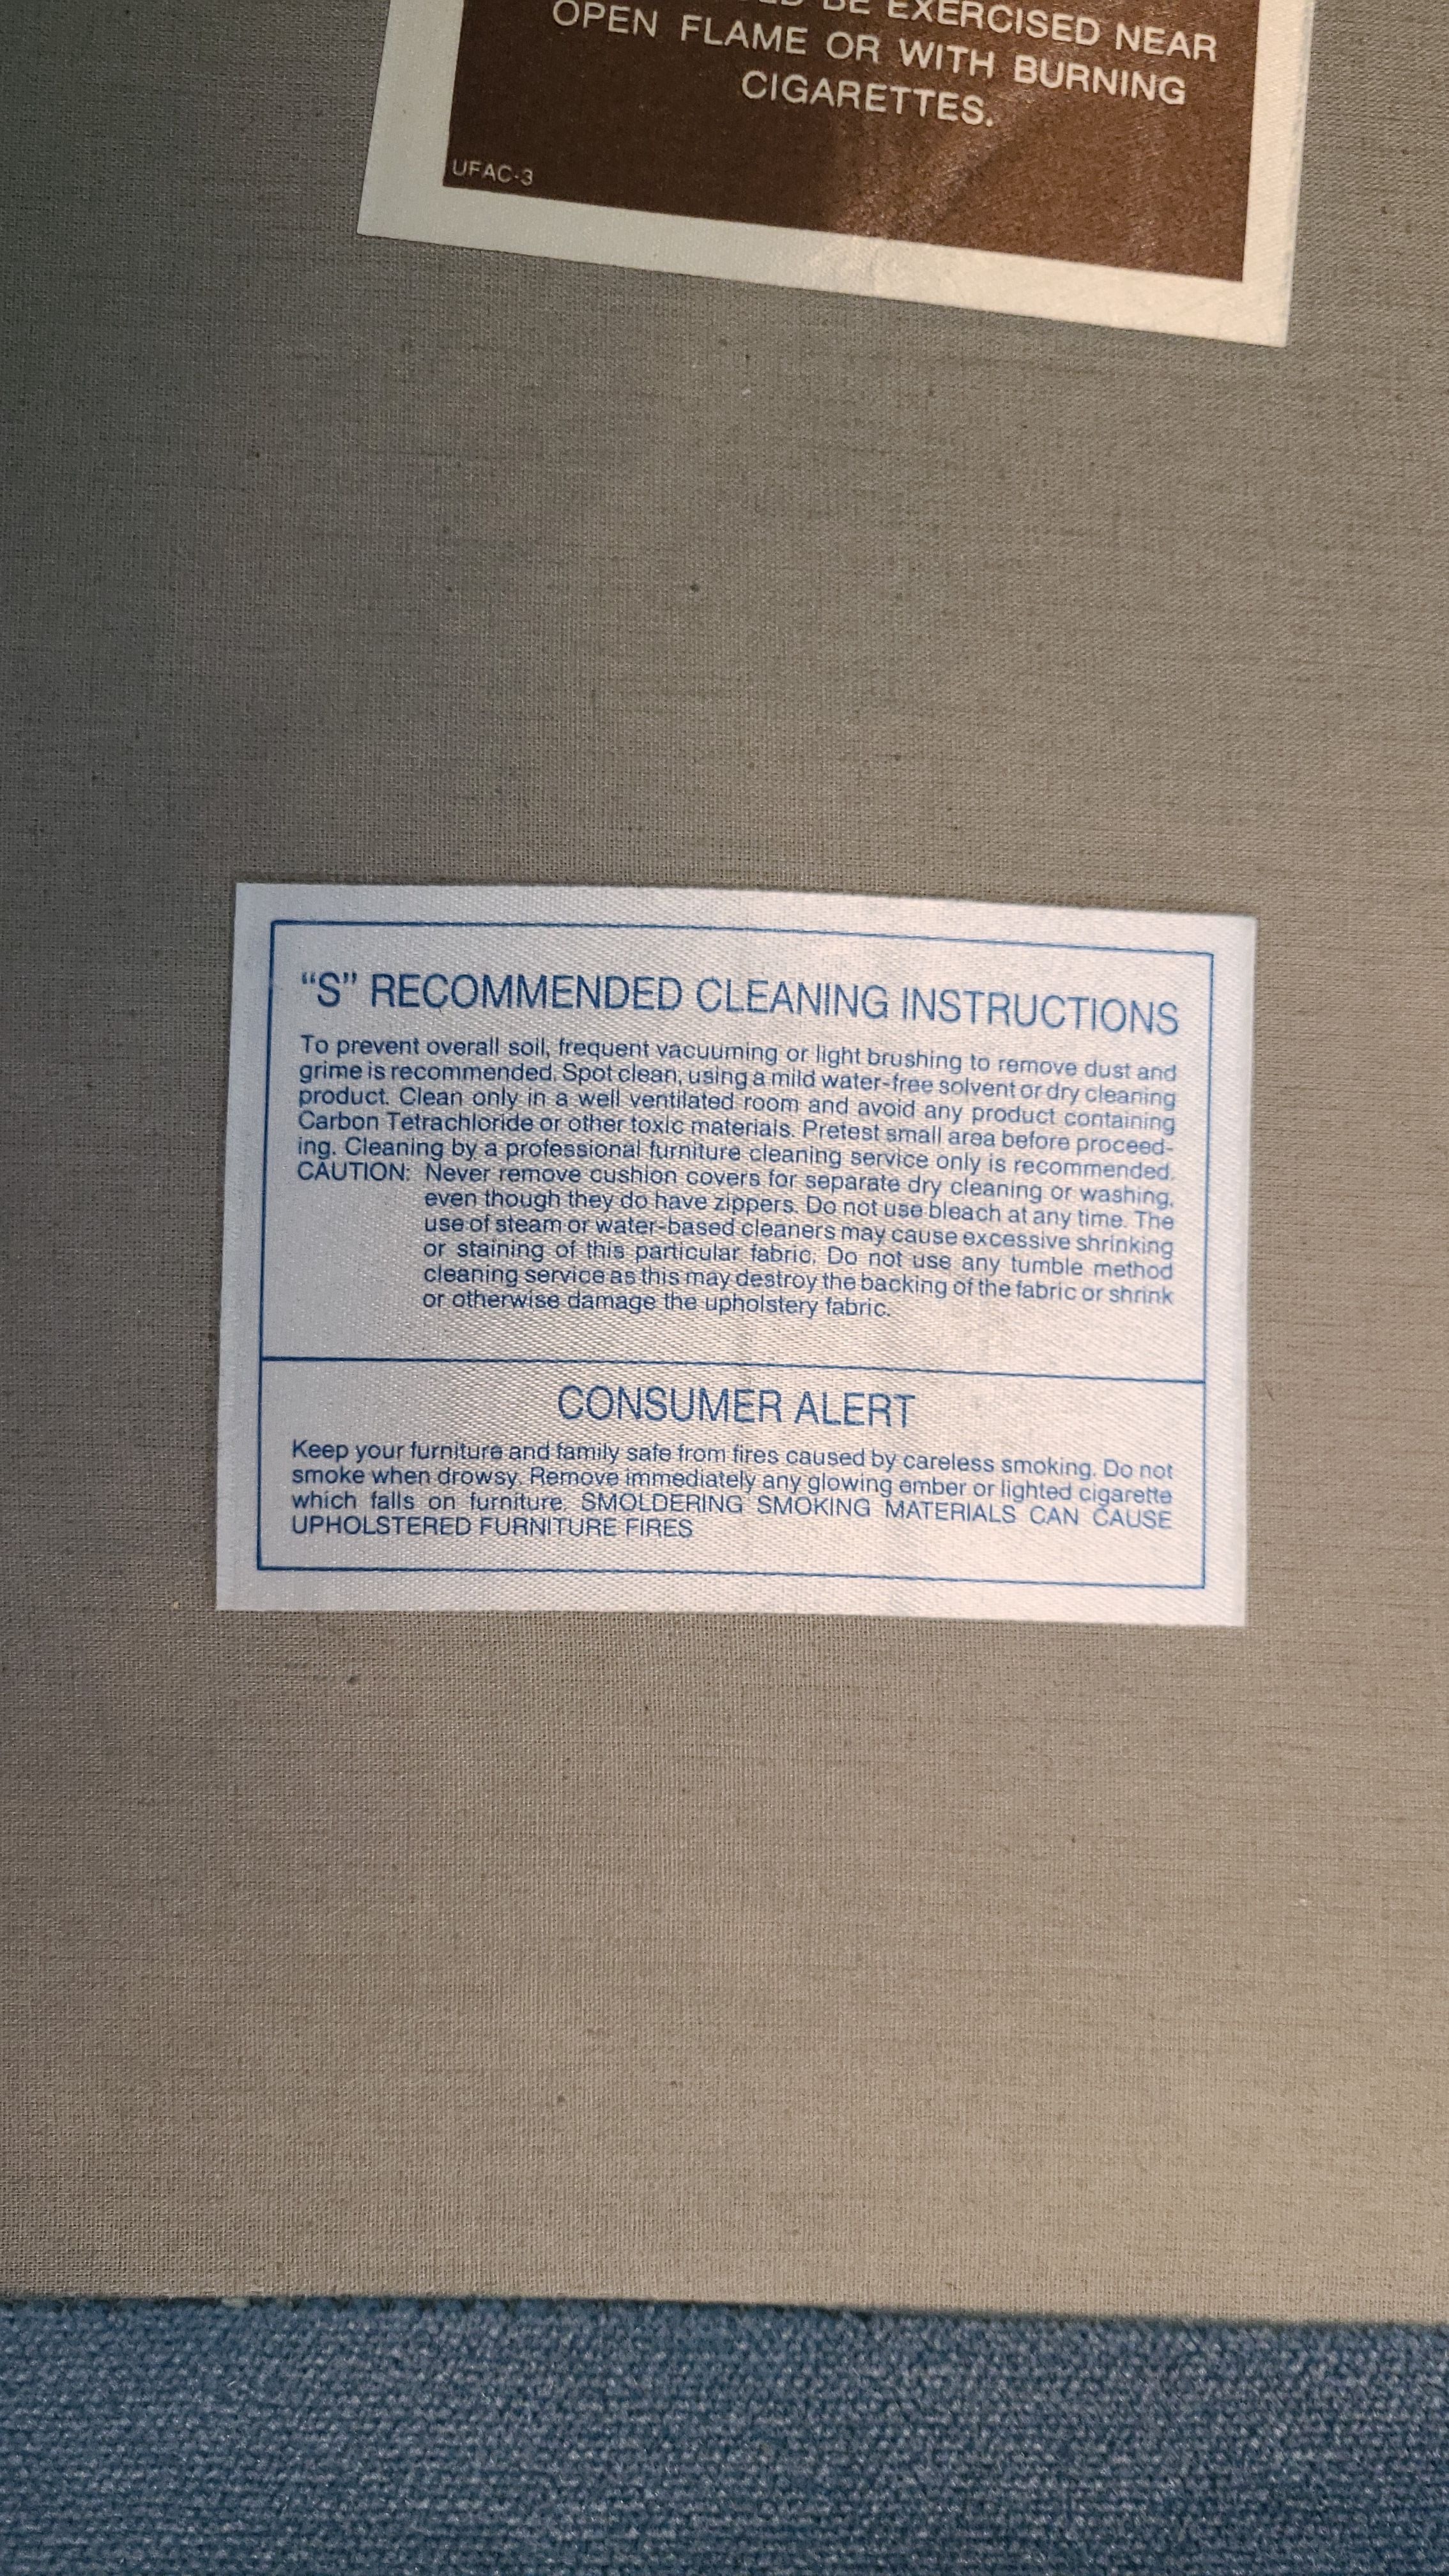 BE EXERCISED NEAR
OPEN FLAME OR WITH BURNING
CIGARETTES.
UFAC-3
“S” RECOMMENDED CLEANING INSTRUCTIONS
To prevent overall soil, frequent vacuuming or light brushing to remove dust and
grime is recommended. Spot clean, using a mild water-free solvent or dry cleaning
product. Clean only in a well ventilated room and avoid any product containing
Carbon Tetrachloride or other toxic materials. Pretest small area before proceed-
ing. Cleaning by a professional furniture cleaning service only is recommended.
CAUTION: Never remove cushion covers for separate dry cleaning or washing,
even though they do have zippers. Do not use bleach at any time. The
use of steam or water-based cleaners may cause excessive shrinking
or staining of this particular fabric. Do not use any tumble method
cleaning service as this may destroy the backing of the fabric or shrink
or otherwise damage the upholstery fabric.
CONSUMER ALERT
Keep your furniture and family safe from fires caused by careless smoking. Do not
smoke when drowsy. Remove immediately any glowing ember or lighted cigarette
which falls on furniture. SMOLDERING SMOKING MATERIALS CAN CAUSE
UPHOLSTERED FURNITURE FIRES